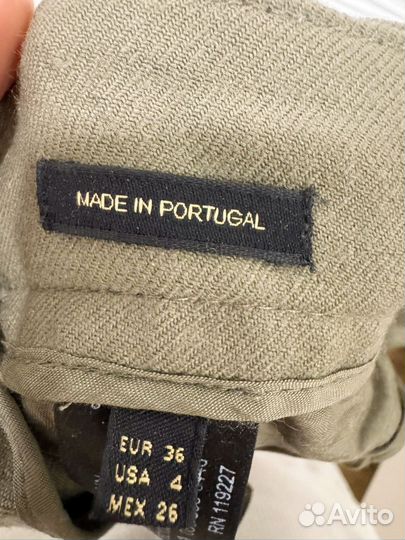 MADE IN PORTUGAL
EUR 36
USA 4
MEX 26
RN 119227
Avito